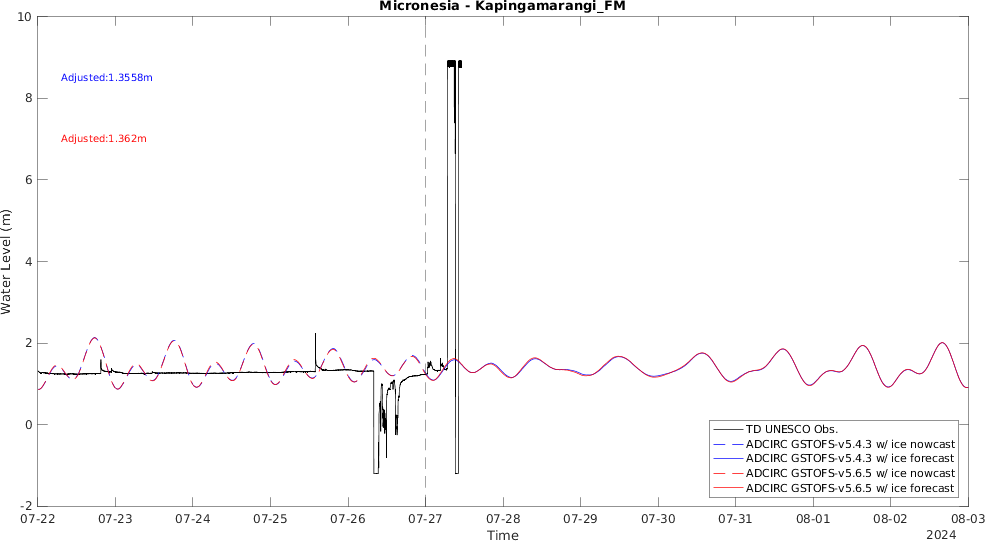 Micronesia - Kapingamarangi_FM
10
8
6
4
2
0
-2
Water Level (m)
Adjusted:1.3558m
Adjusted:1.362m
TD UNESCO Obs.
ADCIRC GSTOFS-v5.4.3 w/ ice nowcast
ADCIRC GSTOFS-v5.4.3 w/ ice forecast
ADCIRC GSTOFS-v5.6.5 w/ ice nowcast
ADCIRC GSTOFS-v5.6.5 w/ ice forecast
07-22 07-23 07-24 07-25 07-26 07-27 07-28 07-29 07-30 07-31 08-01 08-02 08-03
Time
2024